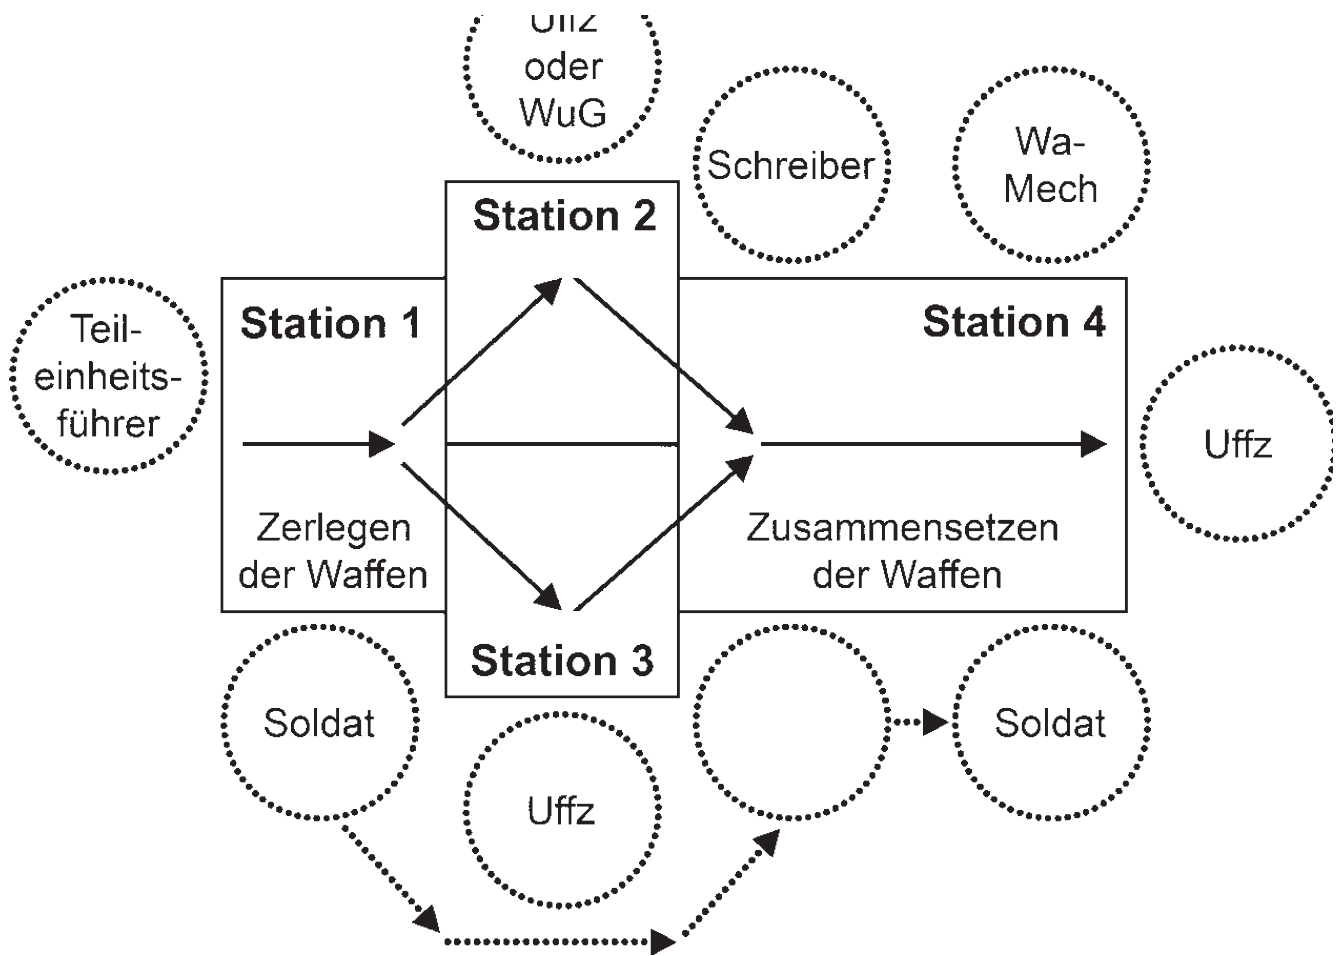 Uffz
oder
WuG
Schreiber
Wa-
Mech
Station 2
Station 1
Station 4
Teil-
einheits-
führer
Uffz
Zerlegen
der Waffen
Zusammensetzen
der Waffen
Station 3
Soldat
Soldat
Uffz